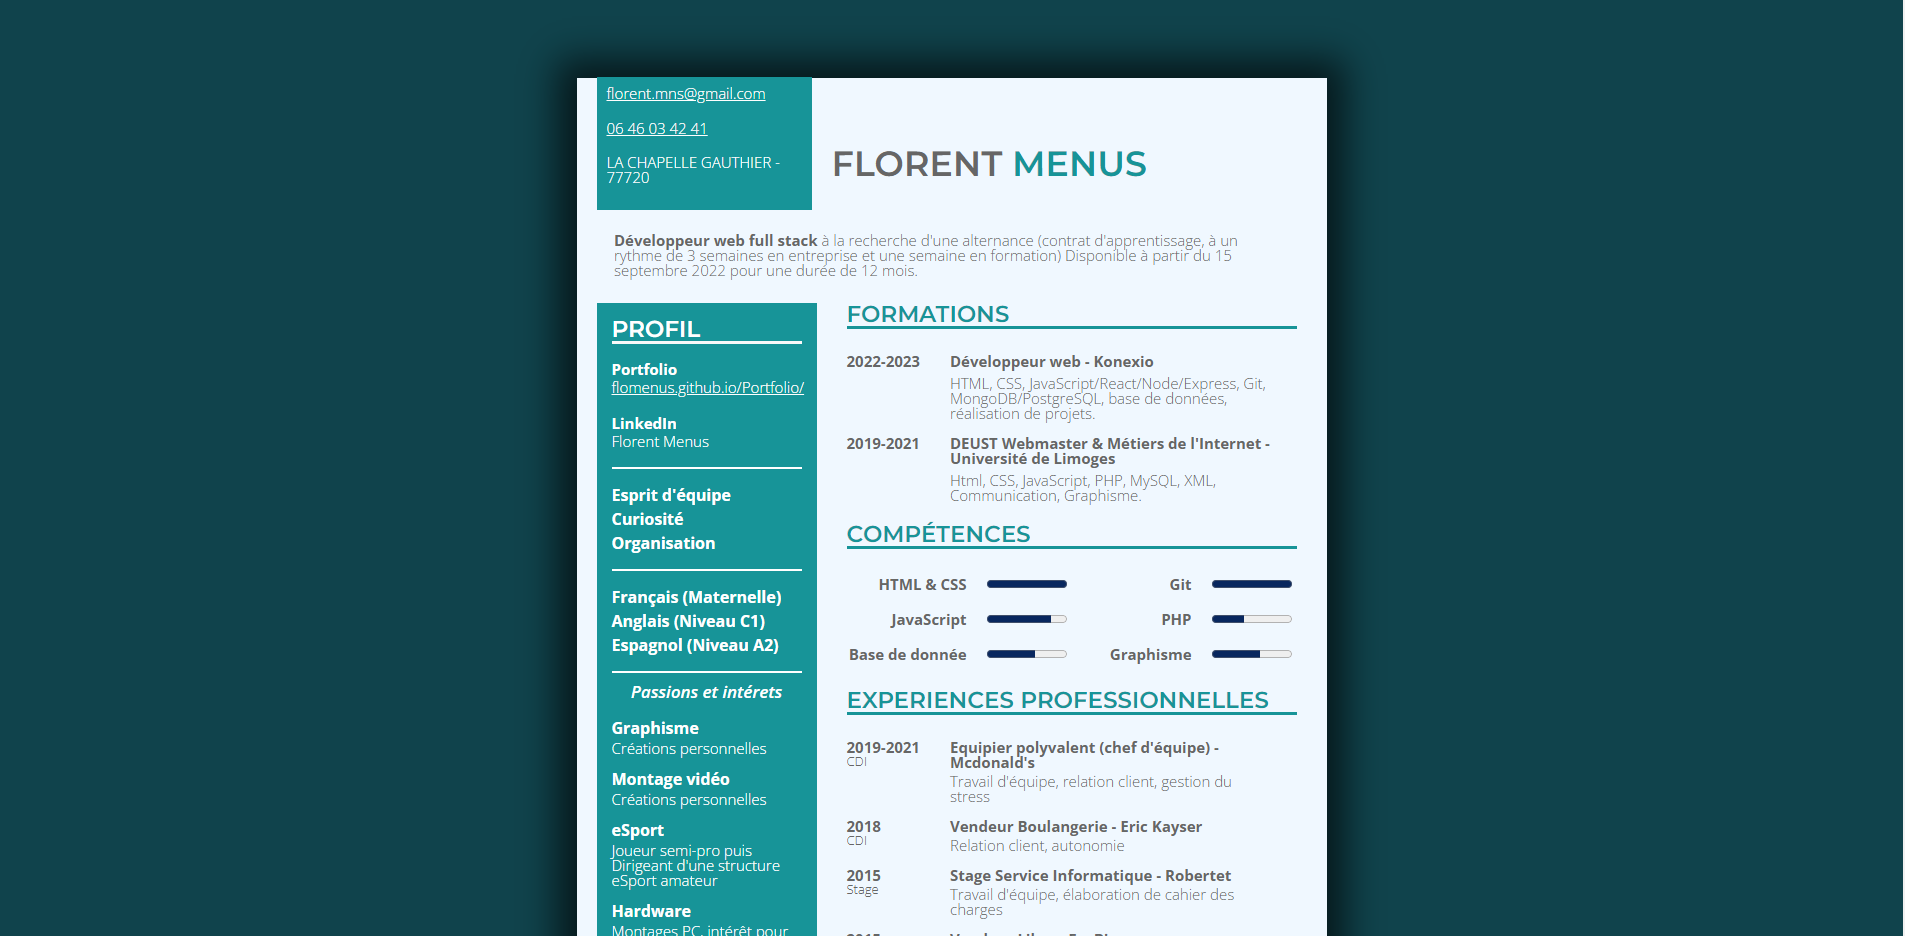 florent.mns@gmail.com
06 46 03 42 41
LA CHAPELLE GAUTHIER -
77720
FLORENT MENUS
Développeur web full stack à la recherche d'une alternance (contrat d'apprentissage, à un
rythme de 3 semaines en entreprise et une semaine en formation) Disponible à partir du 15
septembre 2022 pour une durée de 12 mois.
PROFIL
Portfolio
flomenus.github.io/Portfolio/
LinkedIn
Florent Menus
Esprit d'équipe
Curiosité
Organisation
Français (Maternelle)
Anglais (Niveau C1)
Espagnol (Niveau A2)
Passions et intérets
Graphisme
Créations personnelles
Montage vidéo
Créations personnelles
eSport
Joueur semi-pro puis
Dirigeant d'une structure
eSport amateur
Hardware
Montages PC, intérêt pour
FORMATIONS
2022-2023 Développeur web - Konexio
HTML, CSS, JavaScript/React/Node/Express, Git,
MongoDB/PostgreSQL, base de données,
réalisation de projets.
2019-2021 DEUST Webmaster & Métiers de l'Internet -
Université de Limoges
Html, CSS, JavaScript, PHP, MySQL, XML,
Communication, Graphisme.
COMPÉTENCES
HTML & CSS Git
JavaScript PHP
Base de donnée Graphisme
EXPERIENCES PROFESSIONNELLES
2019-2021 Equipier polyvalent (chef d'équipe) -
CDI Mcdonald's
Travail d'équipe, relation client, gestion du
stress
2018 Vendeur Boulangerie - Eric Kayser
CDI Relation client, autonomie
2015 Stage Service Informatique - Robertet
Stage Travail d'équipe, élaboration de cahier des
charges